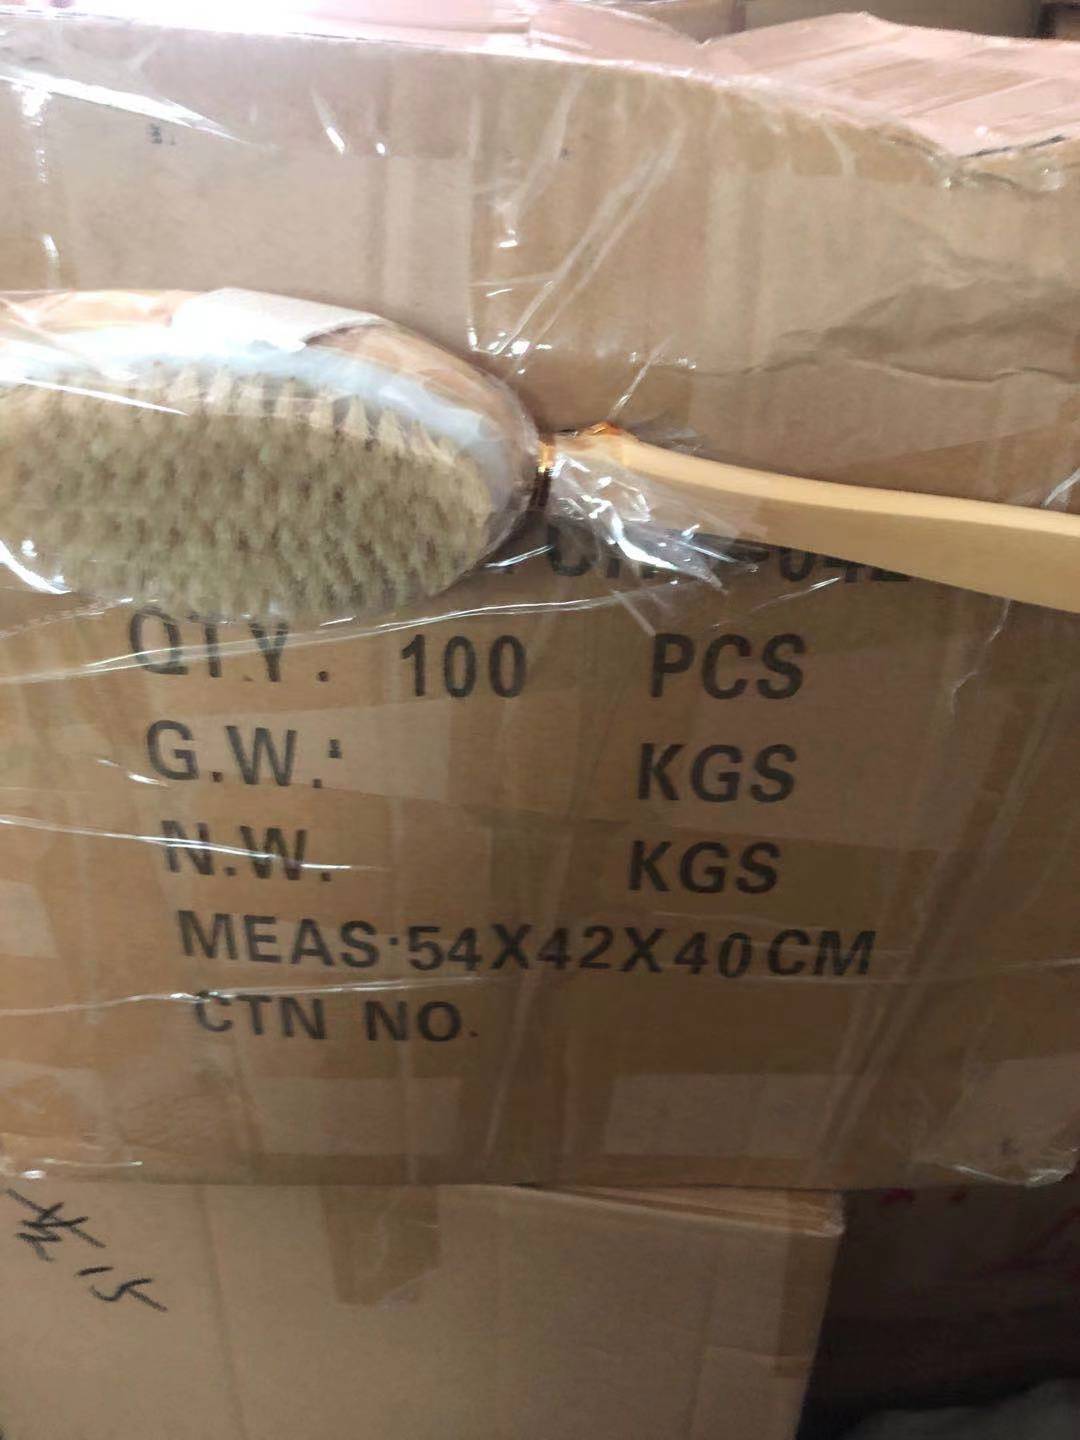 QTY. 100 PCS
G.W.: KGS
N.W. KGS
MEAS.54X42X40CM
CTN NO.